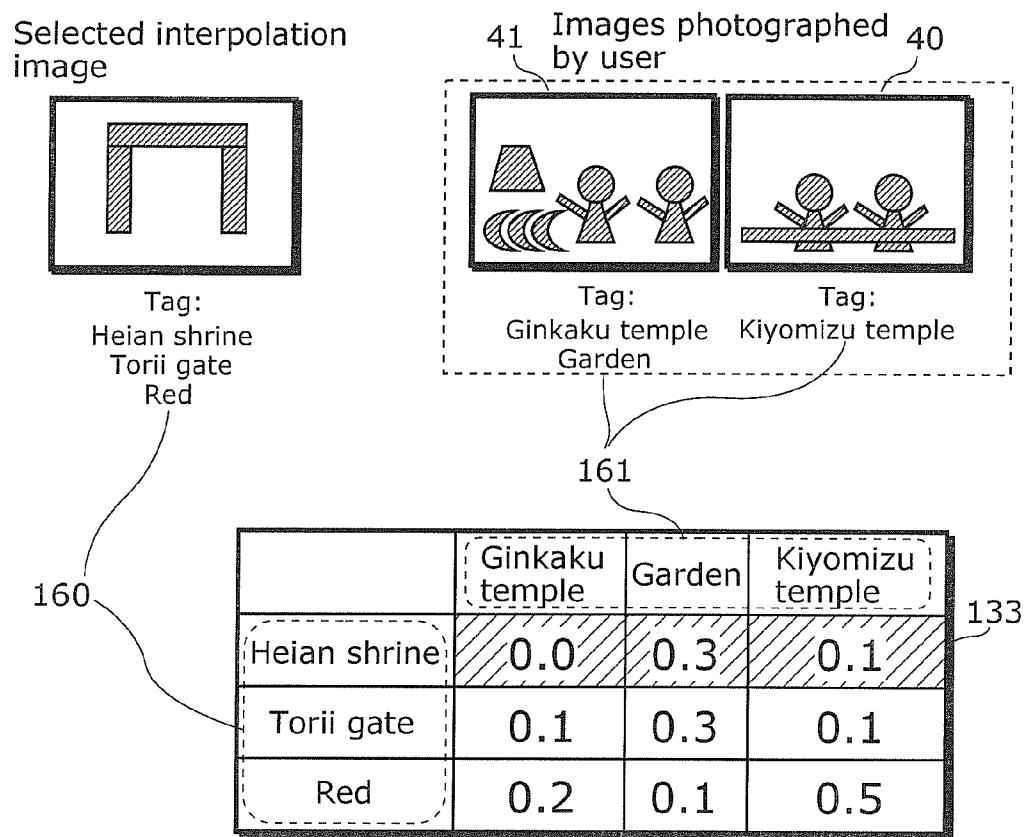 Selected interpolation
image
41
Images photographed
by user
40
Tag:
Heian shrine
Torii gate
Red
Tag:
Ginkaku temple
Garden
Tag:
Kiyomizu temple
161
160
133
Ginkaku
temple
Garden
Kiyomizu
temple
Heian shrine 0.0 0.3 0.1
Torii gate 0.1 0.3 0.1
Red 0.2 0.1 0.5